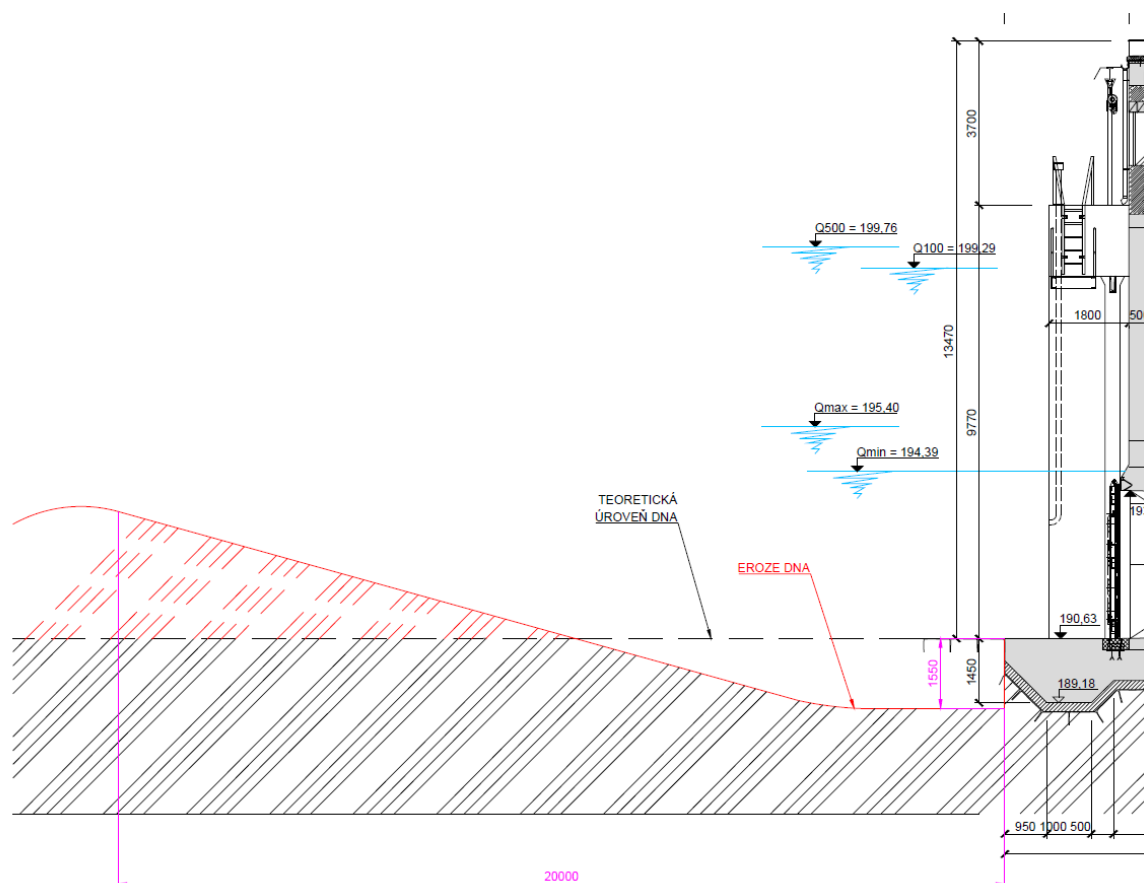 3700
Q500 = 199,76
Q100 = 199,29
1800
13470
9770
Qmax = 195,40
Qmin = 194,39
TEORETICKÁ
ÚROVEŇ DNA
EROZE DNA
190,63
1550
1450
189,18
950 1000 500
20000